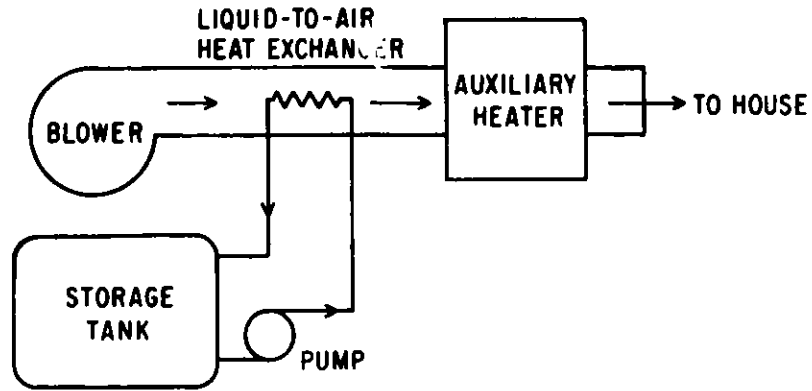 LIQUID-TO-AIR
HEAT EXCHANGER
BLOWER
AUXILIARY
HEATER
TO HOUSE
STORAGE
TANK
PUMP